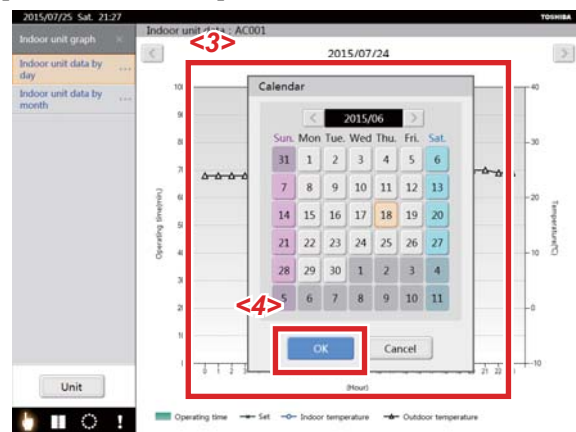 2015/07/25 Sat. 21:27
TOSHIBA
Indoor unit graph ×
Indoor unit data : AC001
<3>
< 2015/07/24 >
Indoor unit data by day ...
Indoor unit data by month ...
Calendar
< 2015/06 >
Sun. Mon Tue. Wed Thu. Fri. Sat.
31 1 2 3 4 5 6
7 8 9 10 11 12 13
14 15 16 17 18 19 20
21 22 23 24 25 26 27
28 29 30 1 2 3 4
5 6 7 8 9 10 11
<4>
OK Cancel
Operating time(min.)
40
30
20
10
0
-10
Temperature(°C)
0 1 2 21 22
(Hour)
Unit
!
Operating time Set Indoor temperature Outdoor temperature